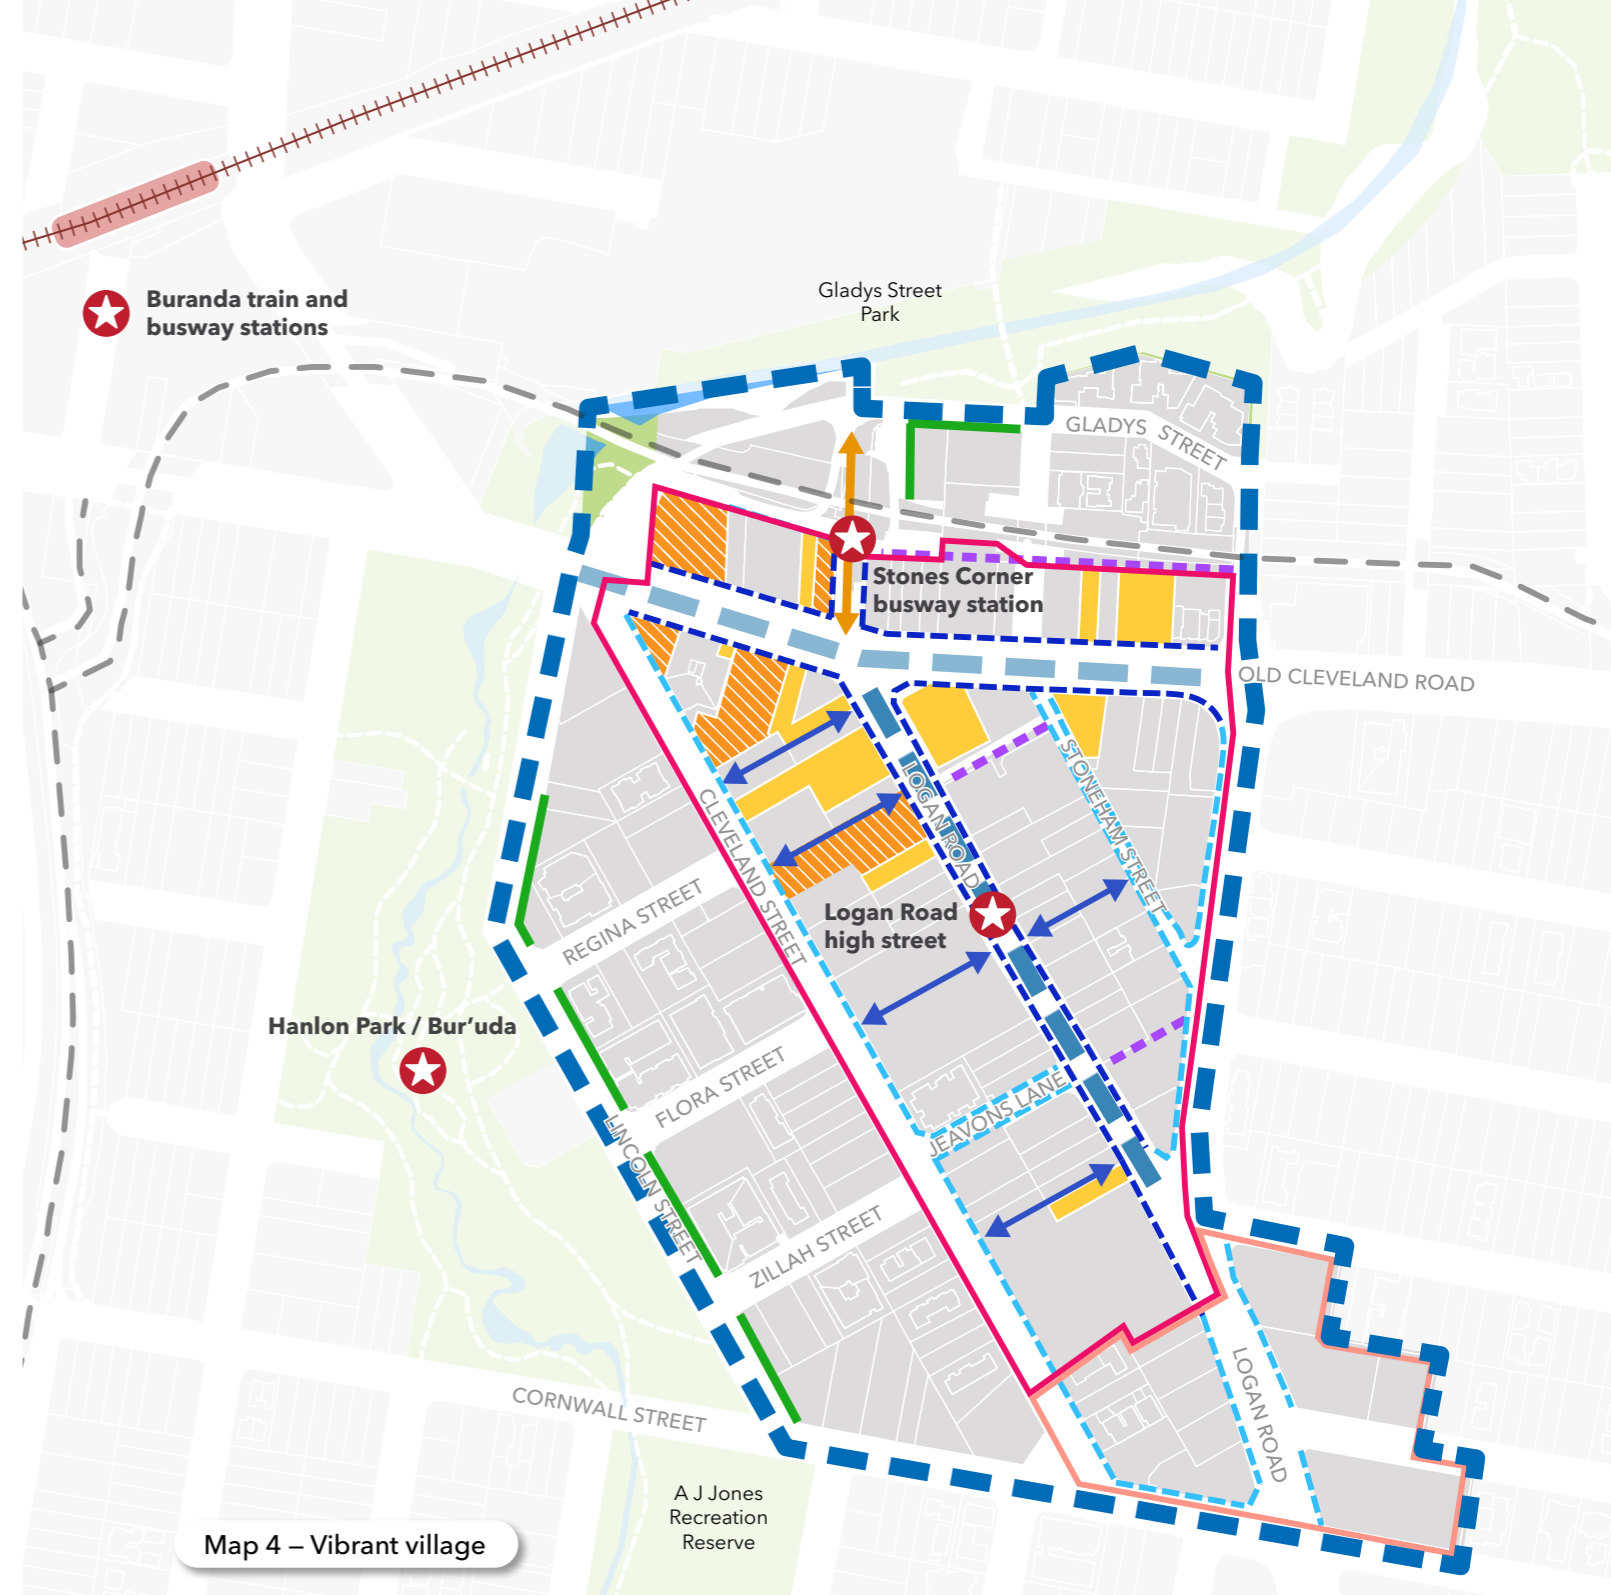 Buranda train and
busway stations
Gladys Street
Park
GLADYS STREET
Stones Corner
busway station
OLD CLEVELAND ROAD
LOGAN ROAD
STONEHAM STREET
CLEVELAND STREET
REGINA STREET
Logan Road
high street
Hanlon Park / Bur’uda
FLORA STREET
JEAVONS LANE
LINCOLN STREET
ZILLAH STREET
CORNWALL STREET
LOGAN ROAD
A J Jones
Recreation
Reserve
Map 4 – Vibrant village